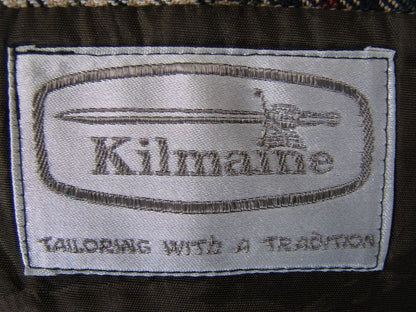 Kilmaine
TAILORING WITH A TRADITION